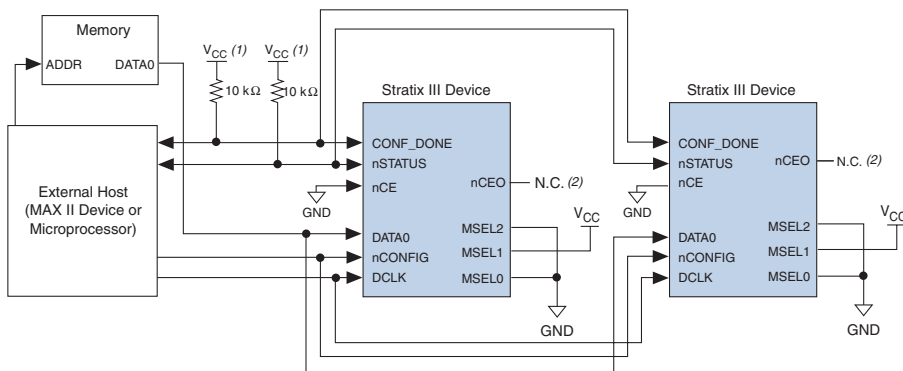 Memory
ADDR
DATA0
VCC (1)
VCC (1)
10 kΩ
10 kΩ
External Host
(MAX II Device or
Microprocessor)
Stratix III Device
CONF_DONE
nSTATUS
nCE
nCEO
N.C. (2)
GND
DATA0
nCONFIG
DCLK
MSEL2
MSEL1
MSEL0
VCC
GND
Stratix III Device
CONF_DONE
nSTATUS
nCE
nCEO
N.C. (2)
GND
DATA0
nCONFIG
DCLK
MSEL2
MSEL1
MSEL0
VCC
GND